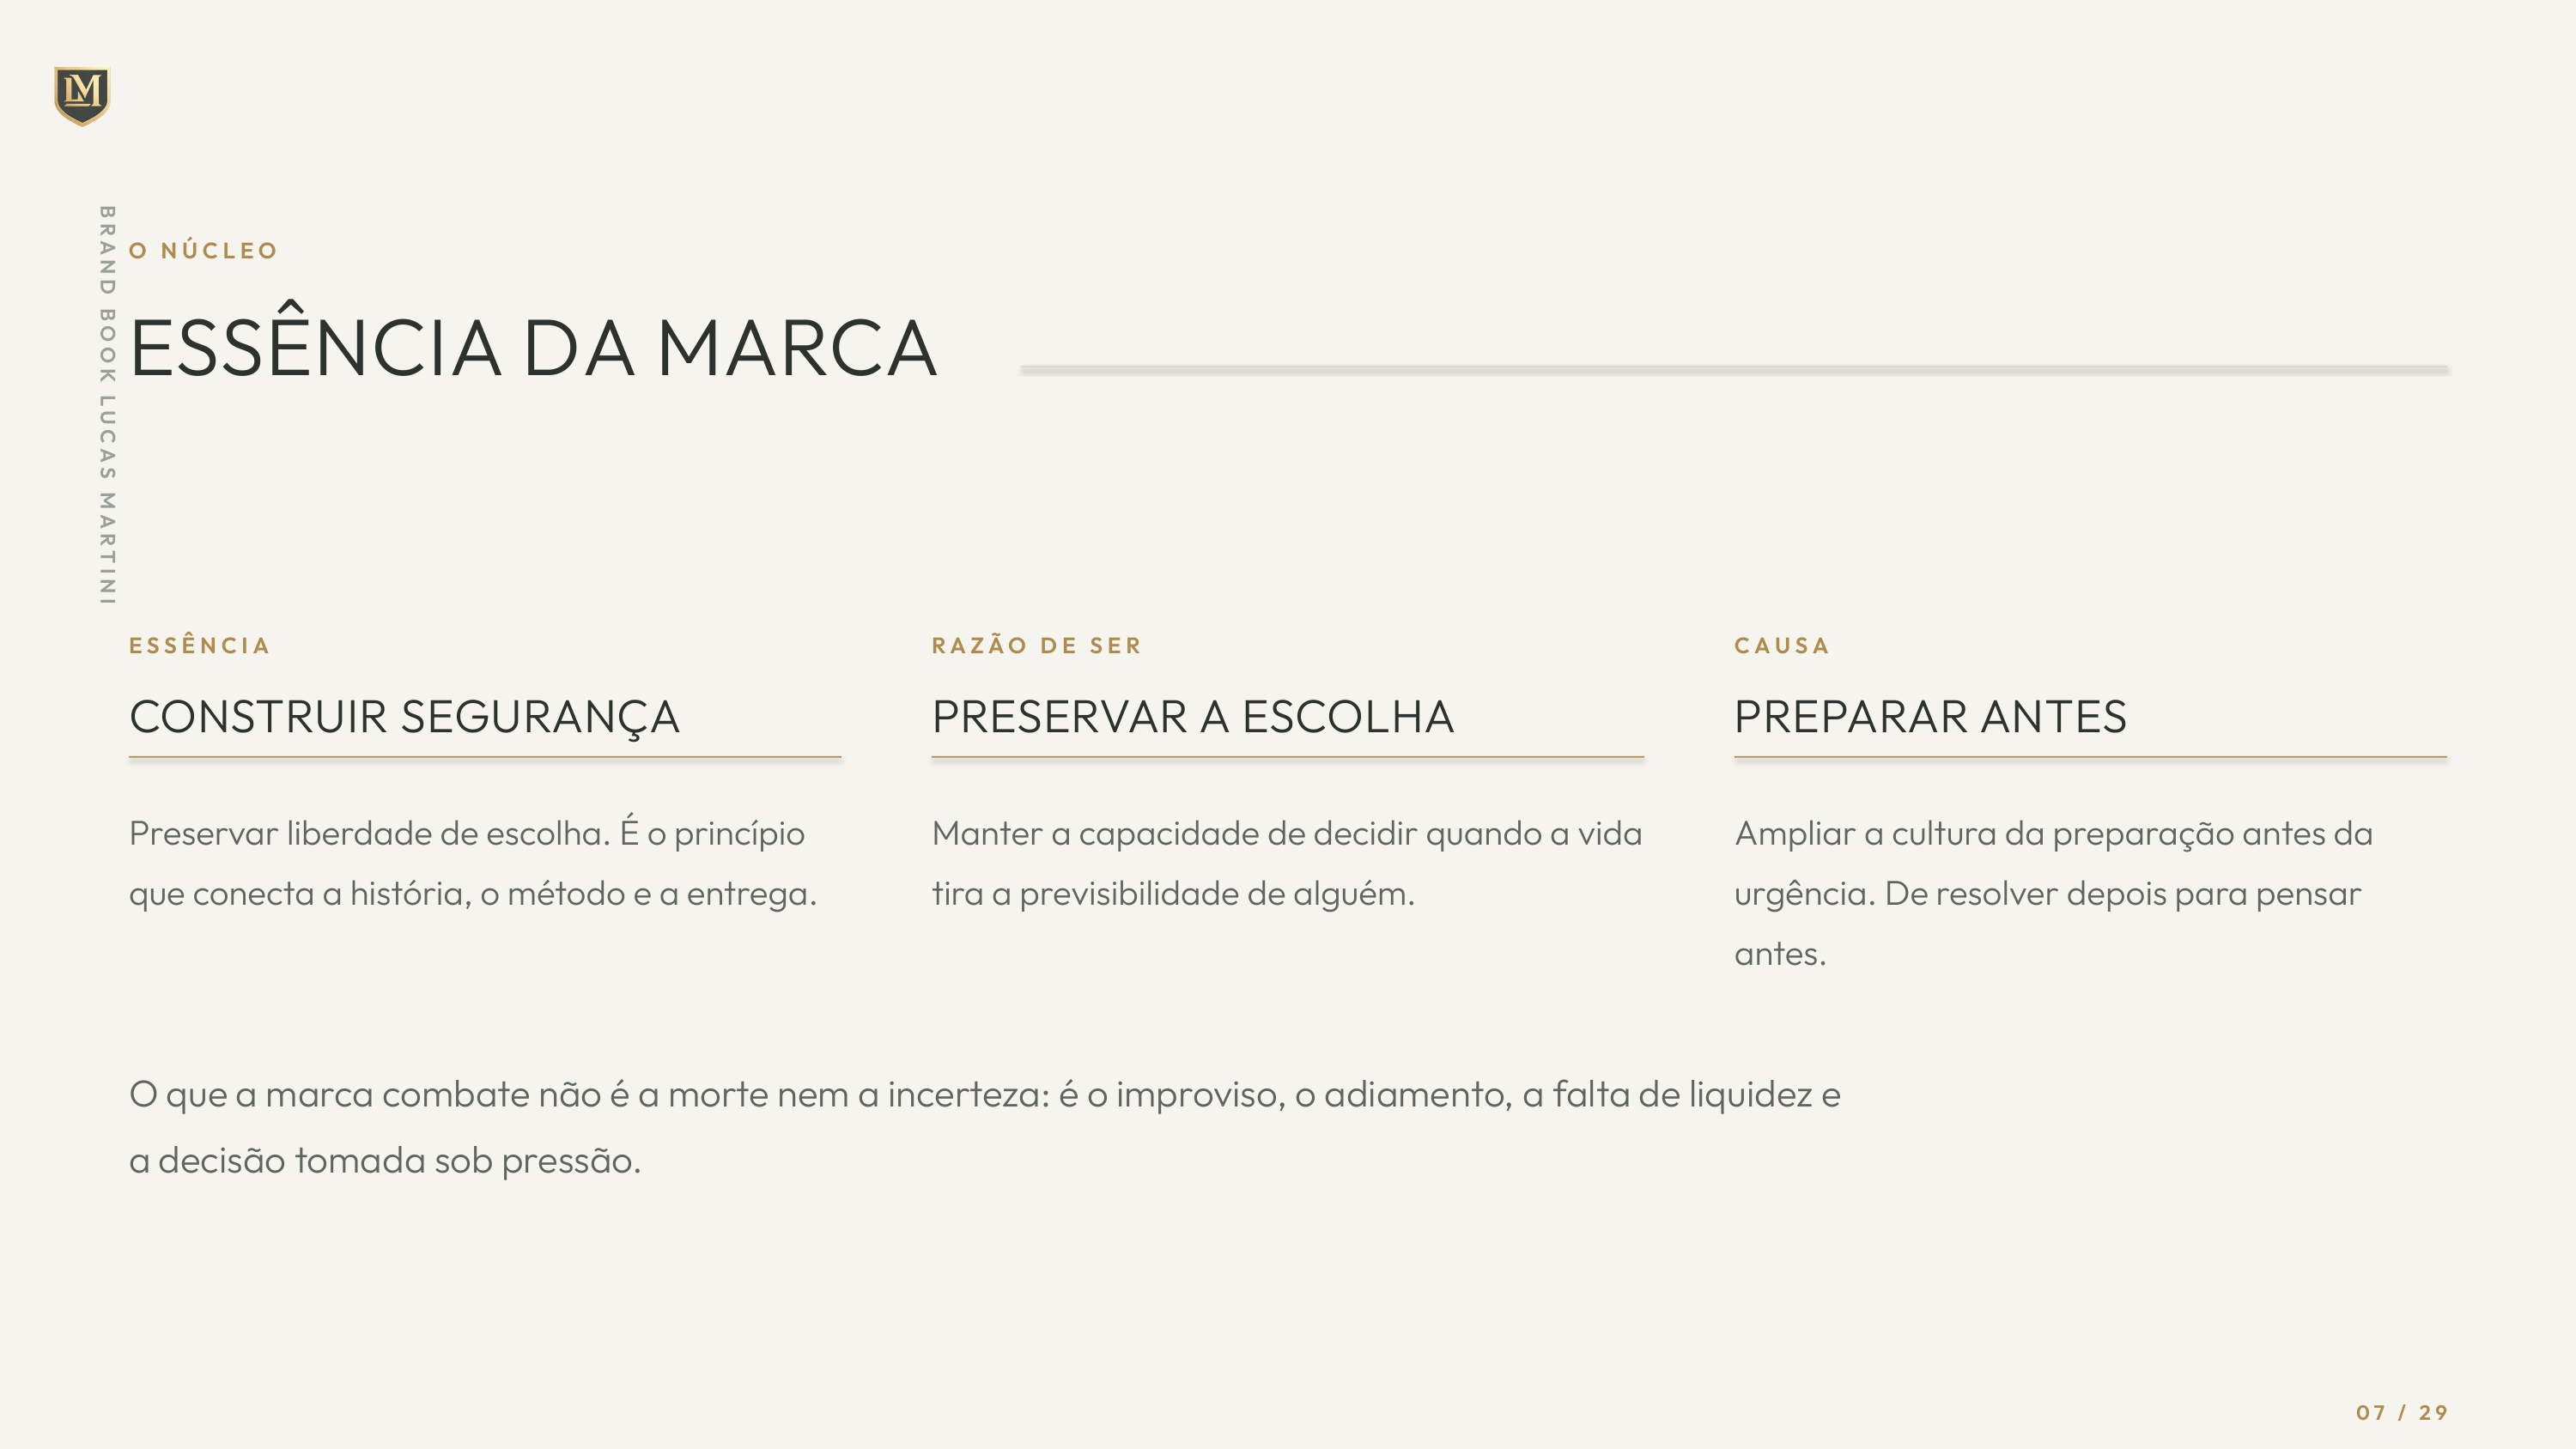 LM
BRAND BOOK LUCAS MARTINI
O NÚCLEO
ESSÊNCIA DA MARCA
ESSÊNCIA
CONSTRUIR SEGURANÇA
Preservar liberdade de escolha. É o princípio
que conecta a história, o método e a entrega.
RAZÃO DE SER
PRESERVAR A ESCOLHA
Manter a capacidade de decidir quando a vida
tira a previsibilidade de alguém.
CAUSA
PREPARAR ANTES
Ampliar a cultura da preparação antes da
urgência. De resolver depois para pensar
antes.
O que a marca combate não é a morte nem a incerteza: é o improviso, o adiamento, a falta de liquidez e
a decisão tomada sob pressão.
07 / 29